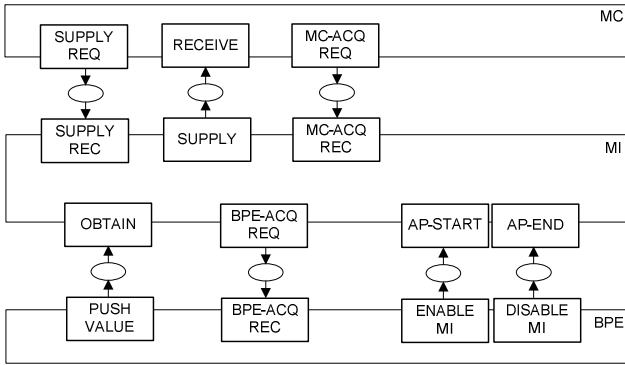 MC
SUPPLY
REQ
RECEIVE
MC-ACQ
REQ
SUPPLY
REC
SUPPLY
MC-ACQ
REC
MI
OBTAIN
BPE-ACQ
REQ
AP-START
AP-END
PUSH
VALUE
BPE-ACQ
REC
ENABLE
MI
DISABLE
MI
BPE